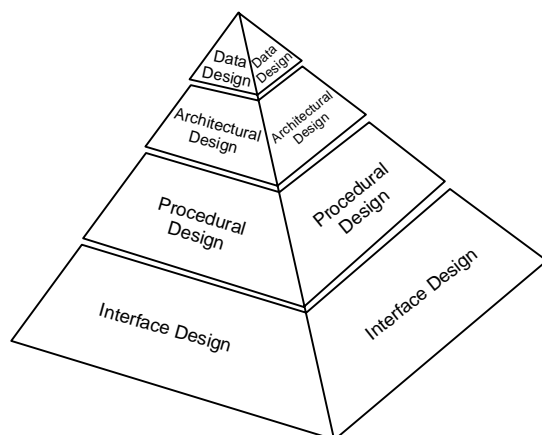 Data
Design
Data
Design
Architectural
Design
Architectural
Design
Procedural
Design
Procedural
Design
Interface Design
Interface Design